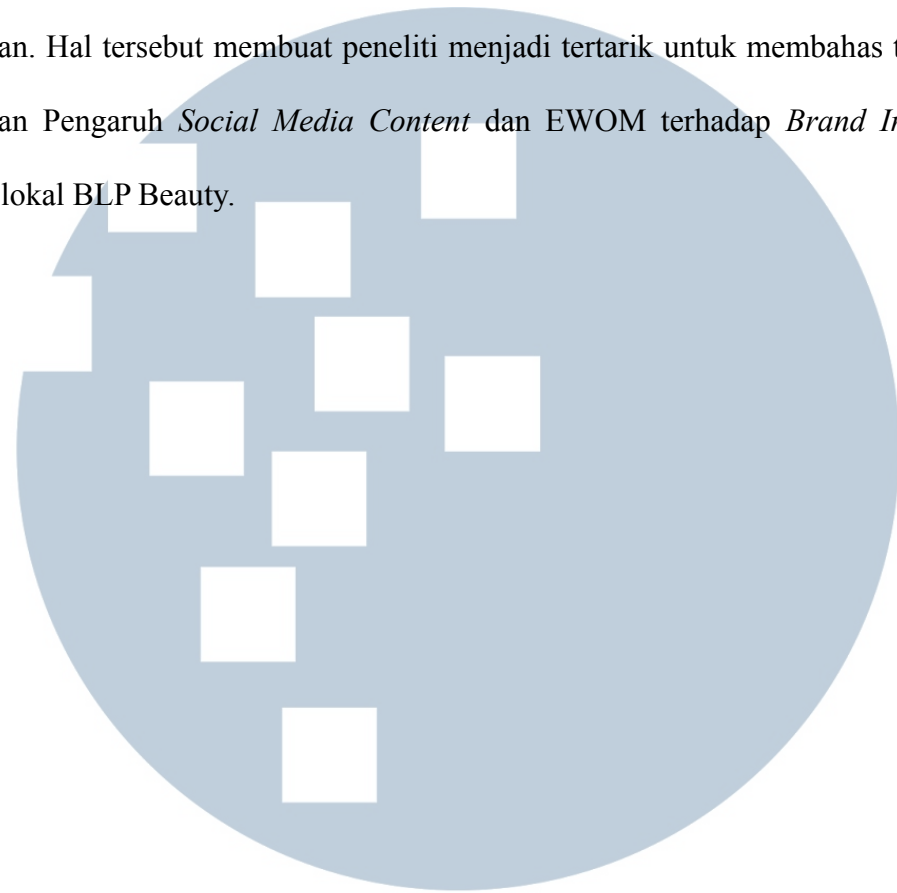 an. Hal tersebut membuat peneliti menjadi tertarik untuk membahas t
an Pengaruh Social Media Content dan EWOM terhadap Brand In
lokal BLP Beauty.